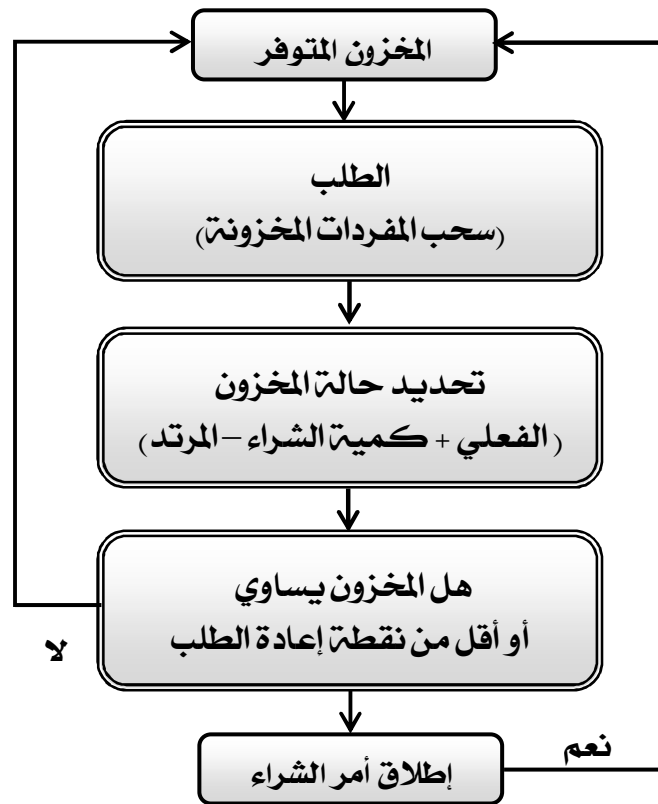 المخزون المتوفر
الطلب
(سحب المفردات المخزونة)
تحديد حالة المخزون
(الفعلي + كمية الشراء – المرتد)
هل المخزون يساوي
أو أقل من نقطة إعادة الطلب
لا
نعم
إطلاق أمر الشراء